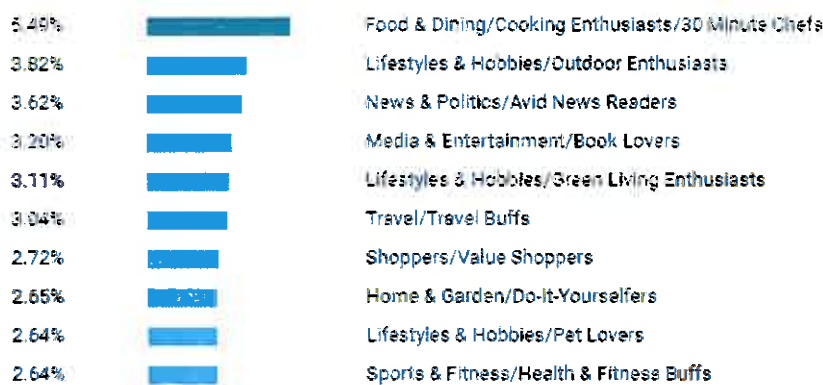 5.49% Food & Dining/Cooking Enthusiasts/30 Minute Chefs
3.82% Lifestyles & Hobbies/Outdoor Enthusiasts
3.62% News & Politics/Avid News Readers
3.20% Media & Entertainment/Book Lovers
3.11% Lifestyles & Hobbies/Green Living Enthusiasts
3.04% Travel/Travel Buffs
2.72% Shoppers/Value Shoppers
2.65% Home & Garden/Do-It-Yourselfers
2.64% Lifestyles & Hobbies/Pet Lovers
2.64% Sports & Fitness/Health & Fitness Buffs